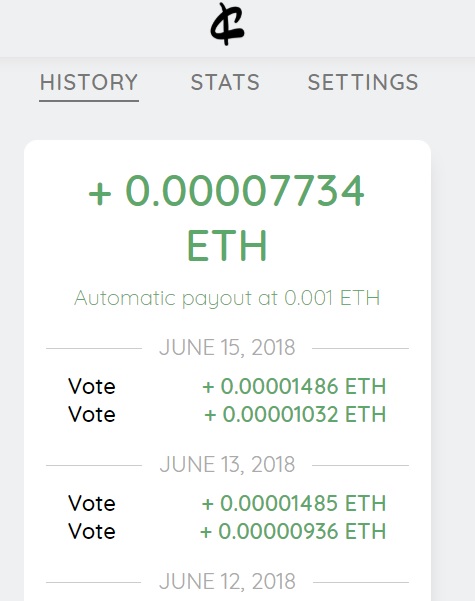 HISTORY STATS SETTINGS
+ 0.00007734
ETH
Automatic payout at 0.001 ETH
JUNE 15, 2018
Vote + 0.00001486 ETH
Vote + 0.00001032 ETH
JUNE 13, 2018
Vote + 0.00001485 ETH
Vote + 0.00000936 ETH
JUNE 12, 2018